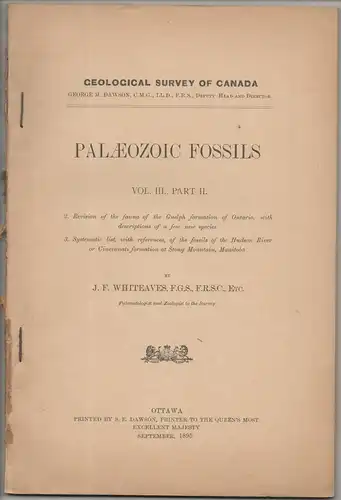 GEOLOGICAL SURVEY OF CANADA
GEORGE M. DAWSON, C.M.G., LL.D., F.R.S., DEPUTY HEAD AND DIRECTOR.
PALÆOZOIC FOSSILS
VOL. III. PART II.
2. Revision of the fauna of the Guelph formation of Ontario, with
descriptions of a few new species
3. Systematic list, with references, of the fossils of the Hudson River
or Cincinnati formation at Stony Mountain, Manitoba
BY
J. F. WHITEAVES, F.G.S., F.R.S.C., ETC.
Palæontologist and Zoologist to the Survey
OTTAWA
PRINTED BY S. E. DAWSON, PRINTER TO THE QUEEN'S MOST
EXCELLENT MAJESTY
SEPTEMBER, 1895